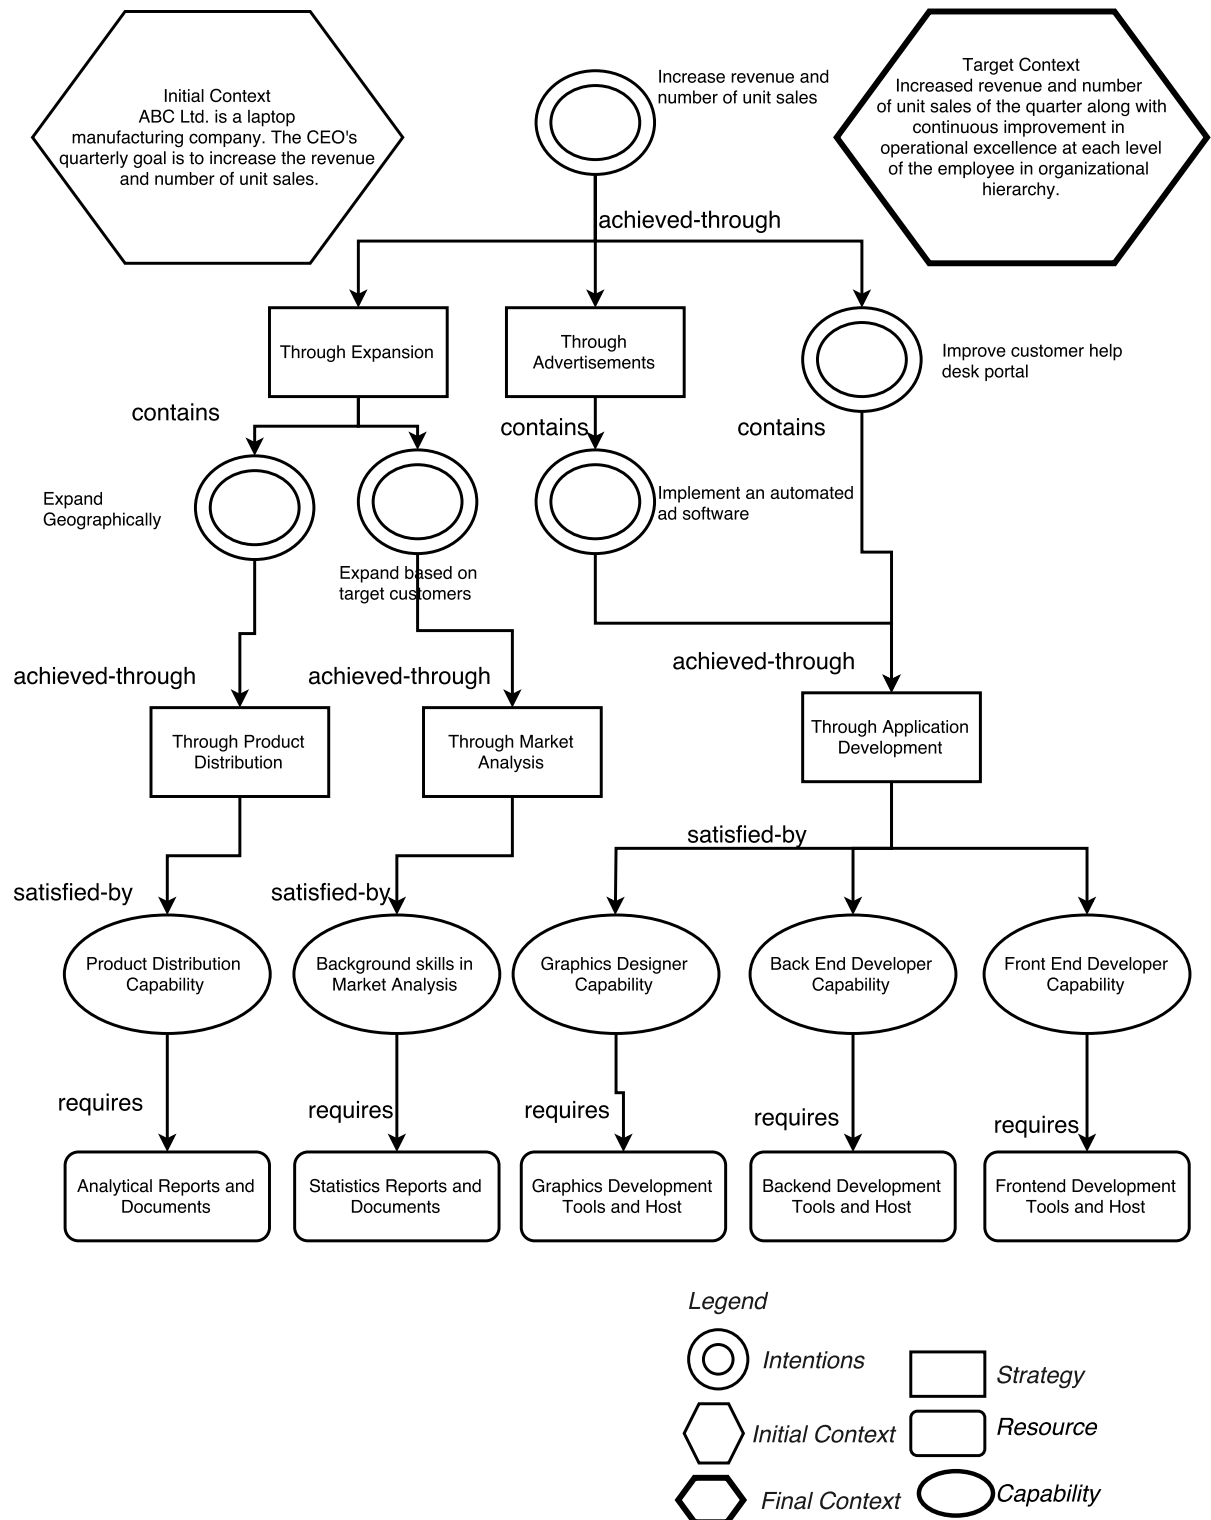 Initial Context
ABC Ltd. is a laptop
manufacturing company. The CEO's
quarterly goal is to increase the revenue
and number of unit sales.
Increase revenue and
number of unit sales
Target Context
Increased revenue and number
of unit sales of the quarter along with
continuous improvement in
operational excellence at each level
of the employee in organizational
hierarchy.
achieved-through
Through Expansion
Through
Advertisements
Improve customer help
desk portal
contains
contains
contains
Expand
Geographically
Expand based on
target customers
Implement an automated
ad software
achieved-through
achieved-through
achieved-through
Through Product
Distribution
Through Market
Analysis
Through Application
Development
satisfied-by
satisfied-by
satisfied-by
Product Distribution
Capability
Background skills in
Market Analysis
Graphics Designer
Capability
Back End Developer
Capability
Front End Developer
Capability
requires
requires
requires
requires
requires
Analytical Reports and
Documents
Statistics Reports and
Documents
Graphics Development
Tools and Host
Backend Development
Tools and Host
Frontend Development
Tools and Host
Legend
Intentions
Strategy
Initial Context
Resource
Final Context
Capability